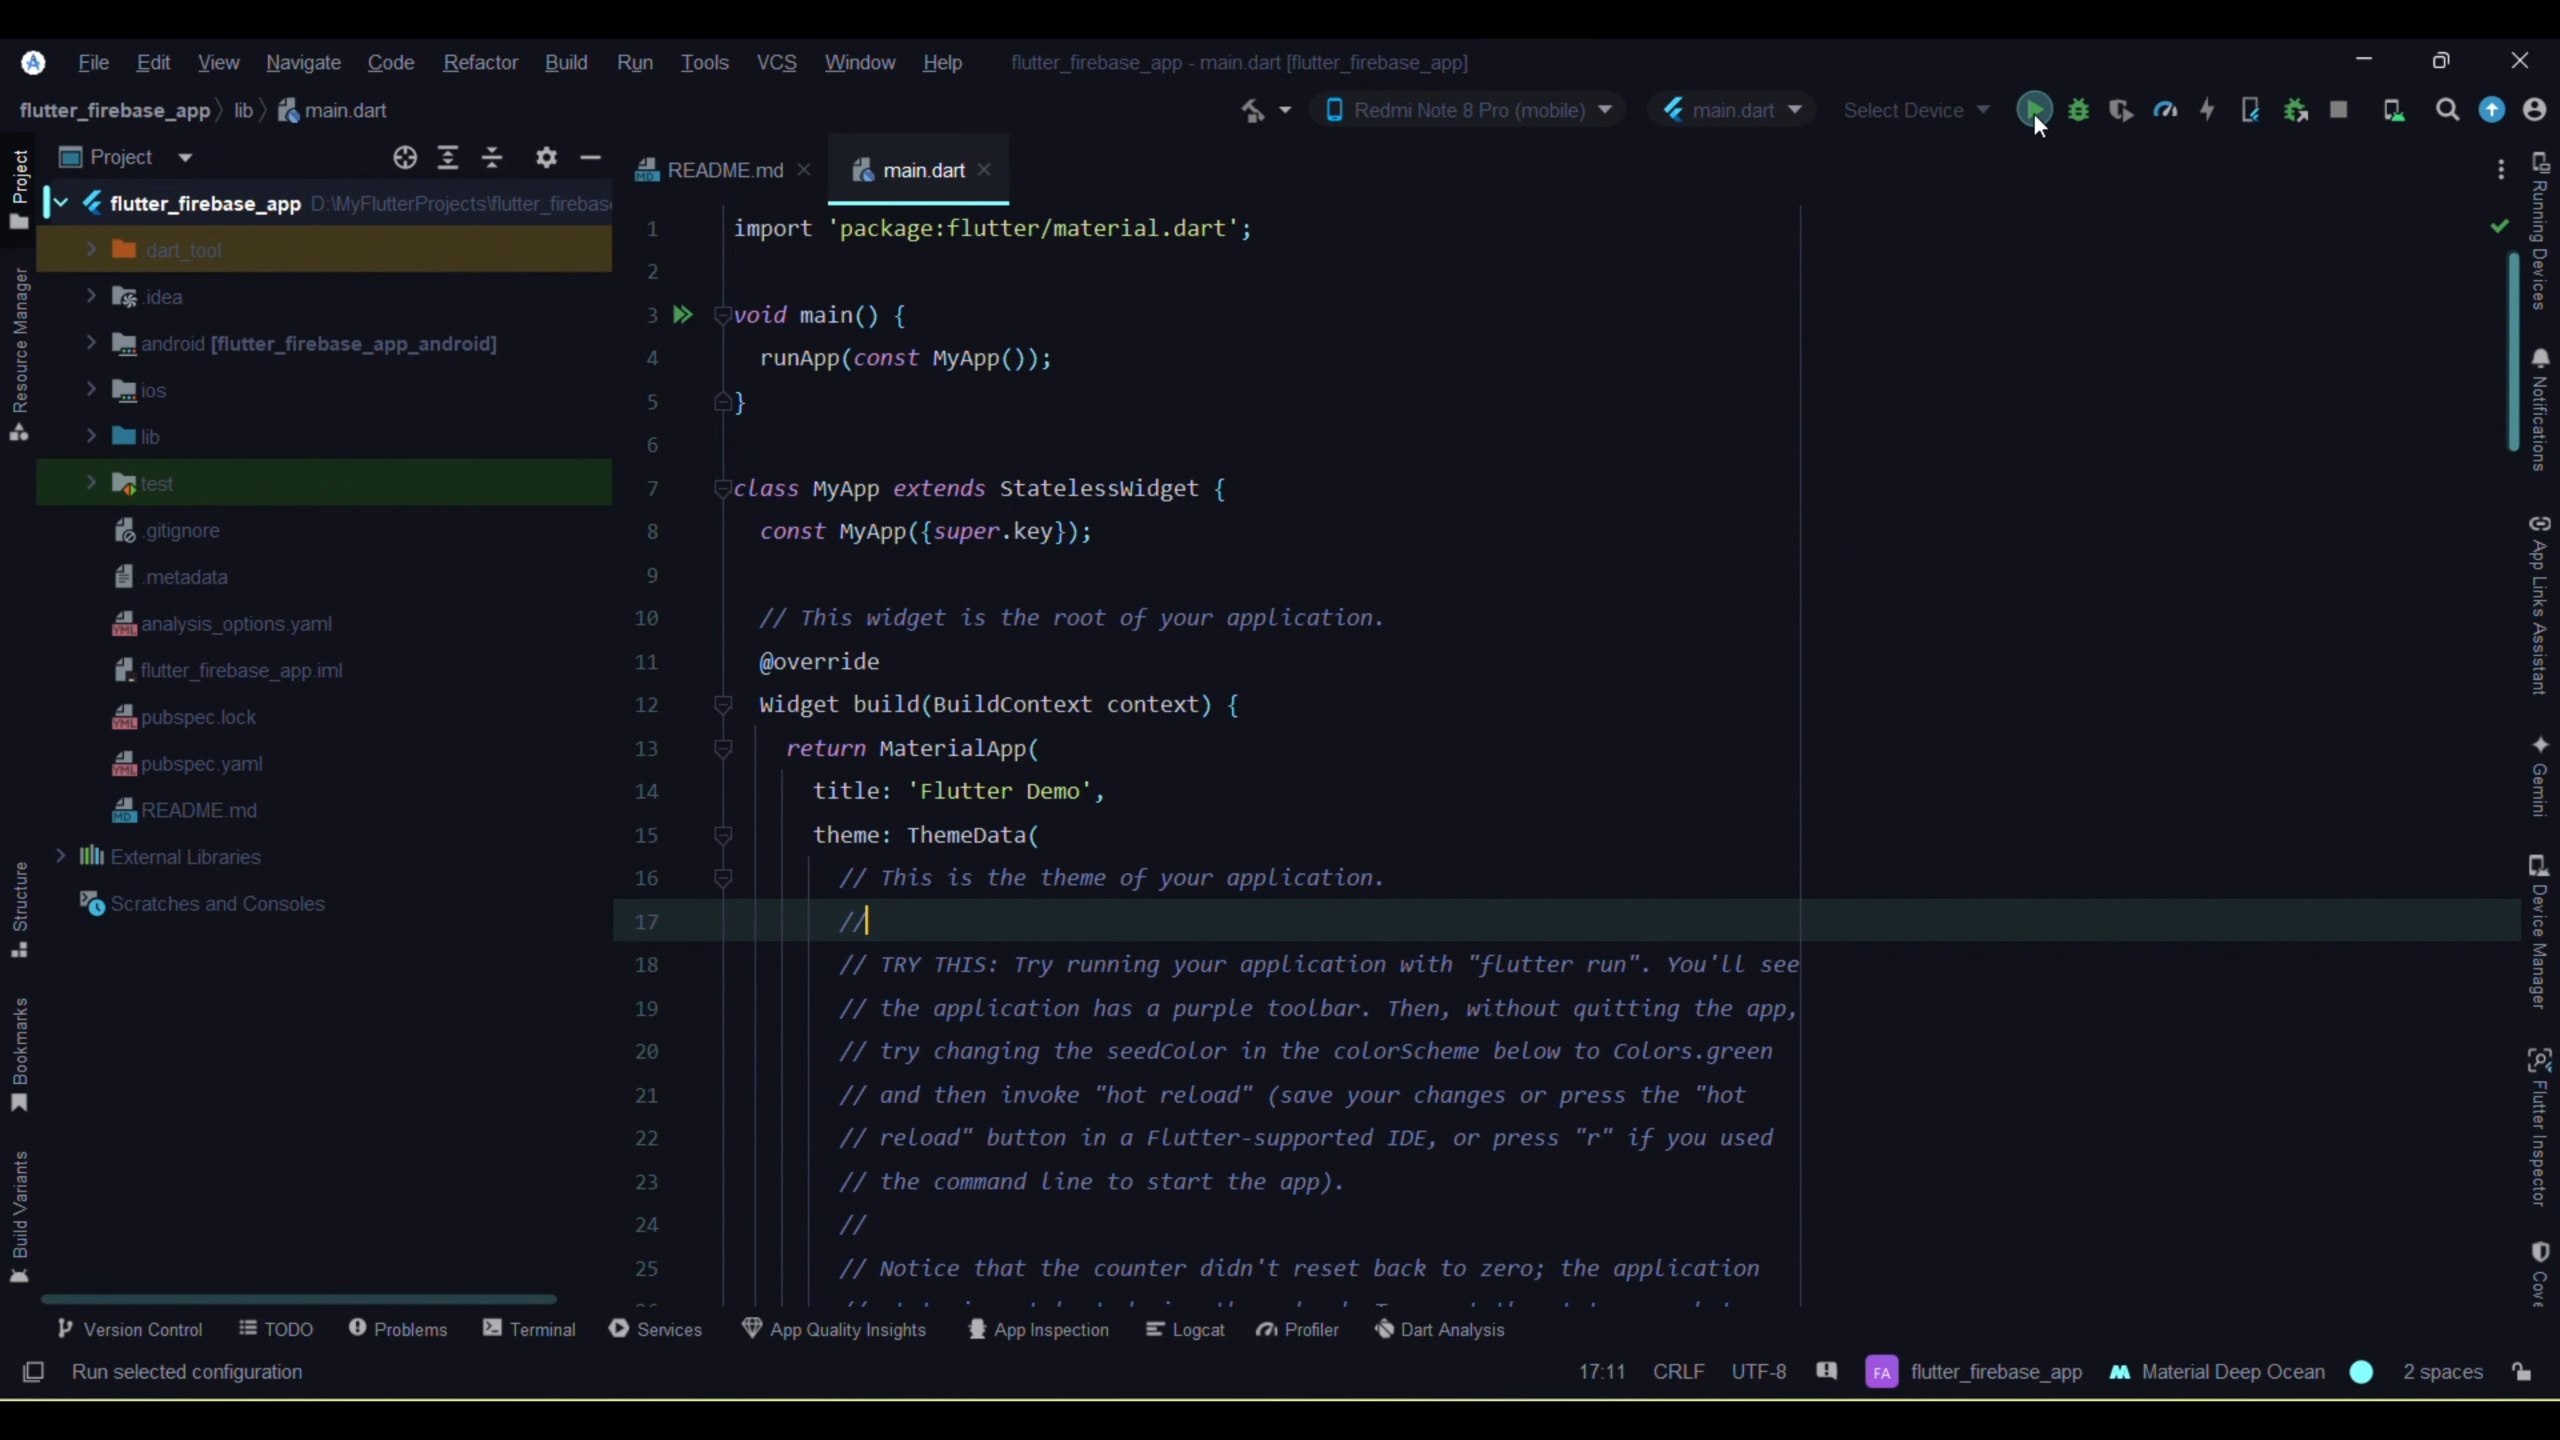 File Edit View Navigate Code Refactor Build Run Tools VCS Window Help flutter_firebase_app - main.dart [flutter_firebase_app]
flutter_firebase_app lib main.dart Redmi Note 8 Pro (mobile) main.dart Select Device
Project
Resource Manager
Structure
Bookmarks
Build Variants
Project
flutter_firebase_app D:\MyFlutterProjects\flutter_firebas
.dart_tool
.idea
android [flutter_firebase_app_android]
ios
lib
test
.gitignore
.metadata
analysis_options.yaml
flutter_firebase_app.iml
pubspec.lock
pubspec.yaml
README.md
External Libraries
Scratches and Consoles
README.md main.dart
1 import 'package:flutter/material.dart';
2
3 void main() {
4 runApp(const MyApp());
5 }
6
7 class MyApp extends StatelessWidget {
8 const MyApp({super.key});
9
10 // This widget is the root of your application.
11 @override
12 Widget build(BuildContext context) {
13 return MaterialApp(
14 title: 'Flutter Demo',
15 theme: ThemeData(
16 // This is the theme of your application.
17 //
18 // TRY THIS: Try running your application with "flutter run". You'll see
19 // the application has a purple toolbar. Then, without quitting the app,
20 // try changing the seedColor in the colorScheme below to Colors.green
21 // and then invoke "hot reload" (save your changes or press the "hot
22 // reload" button in a Flutter-supported IDE, or press "r" if you used
23 // the command line to start the app).
24 //
25 // Notice that the counter didn't reset back to zero; the application
Running Devices
Notifications
App Links Assistant
Gemini
Device Manager
Flutter Inspector
Cove
Version Control TODO Problems Terminal Services App Quality Insights App Inspection Logcat Profiler Dart Analysis
Run selected configuration 17:11 CRLF UTF-8 FA flutter_firebase_app Material Deep Ocean 2 spaces